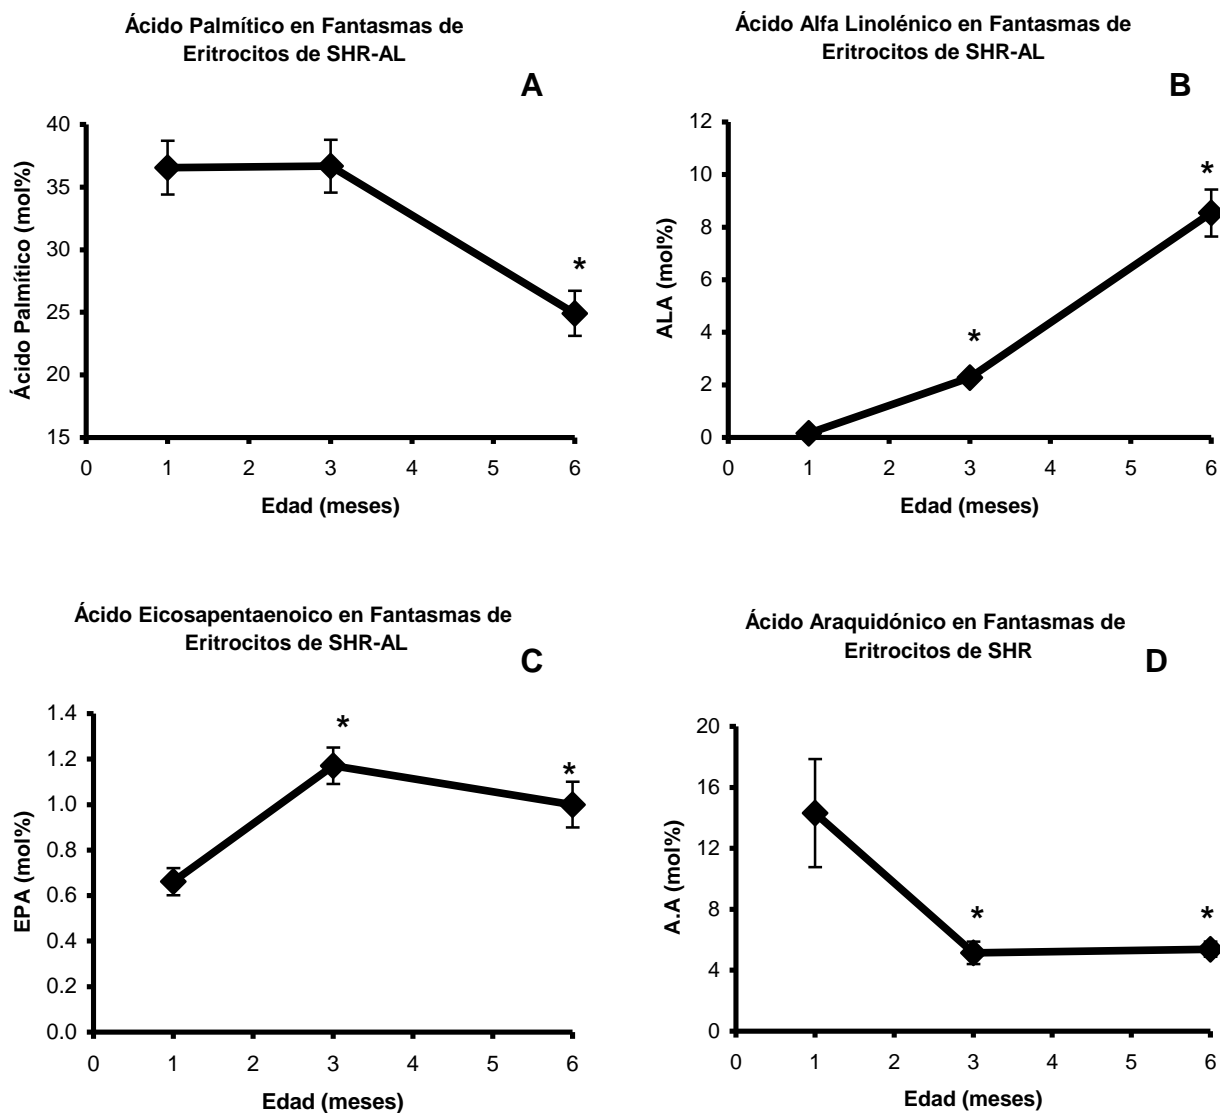 Ácido Palmítico en Fantasmas de
Eritrocitos de SHR-AL
A
Ácido Palmítico (mol%)
40
35
30
25
20
15
*
0 1 2 3 4 5 6
Edad (meses)
Ácido Alfa Linolénico en Fantasmas de
Eritrocitos de SHR-AL
B
ALA (mol%)
12
10
8
6
4
2
0
*
*
0 1 2 3 4 5 6
Edad (meses)
Ácido Eicosapentaenoico en Fantasmas de
Eritrocitos de SHR-AL
C
EPA (mol%)
1.4
1.2
1.0
0.8
0.6
0.4
0.2
0.0
*
*
0 1 2 3 4 5 6
Edad (meses)
Ácido Araquidónico en Fantasmas de
Eritrocitos de SHR
D
A.A (mol%)
20
16
12
8
4
0
*
*
0 1 2 3 4 5 6
Edad (meses)